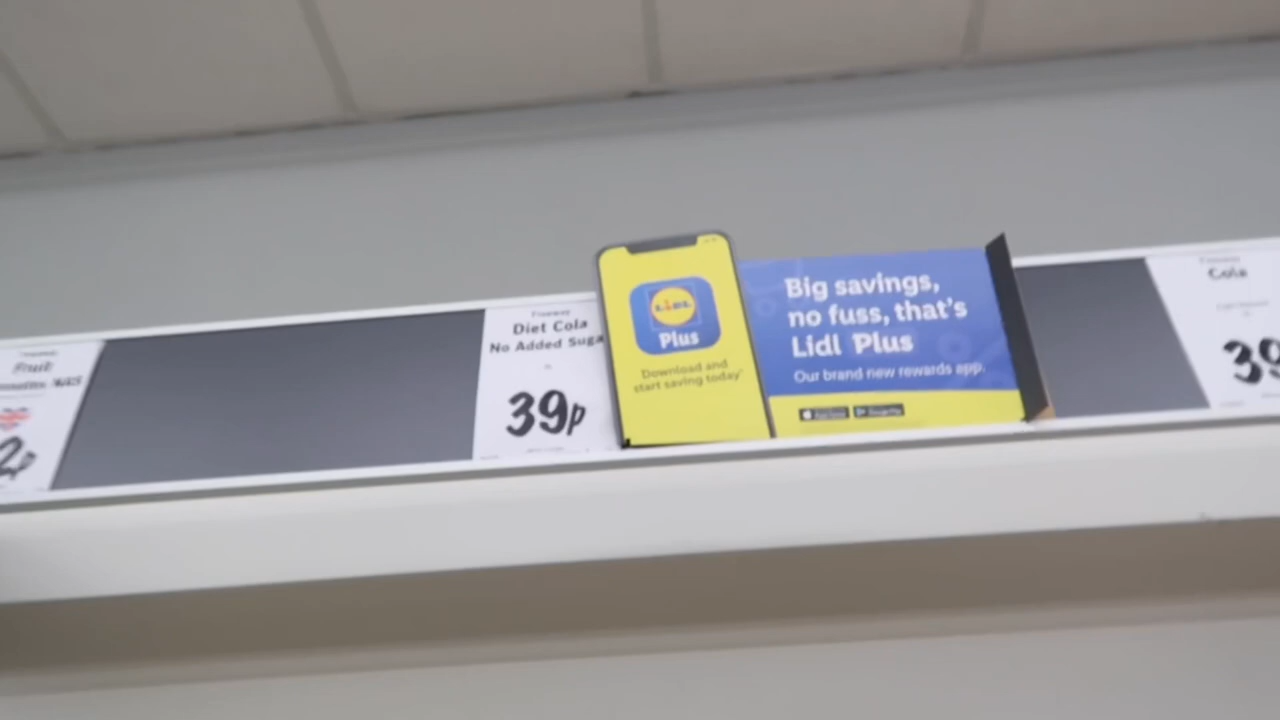 Fruit
Diet Cola
No Added Suga
39p
LIDL
Plus
Download and
start saving today
Big savings,
no fuss, that's
Lidl Plus
Our brand new rewards app.
Cola
39